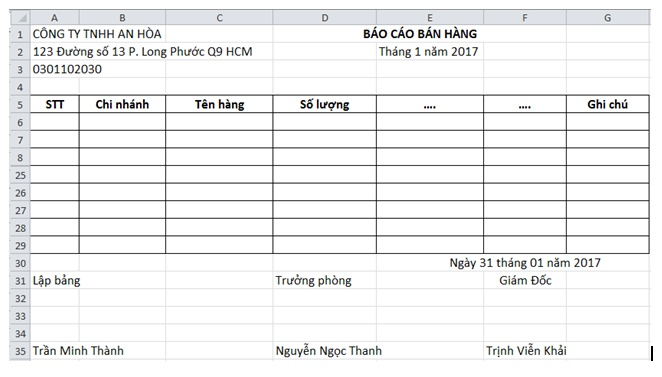 A B C D E F G
1 CÔNG TY TNHH AN HÒA BÁO CÁO BÁN HÀNG
2 123 Đường số 13 P. Long Phước Q9 HCM Tháng 1 năm 2017
3 0301102030
4
5 STT Chi nhánh Tên hàng Số lượng .... .... Ghi chú
6
7
8
25
26
27
28
29
30 Ngày 31 tháng 01 năm 2017
31 Lập bảng Trưởng phòng Giám Đốc
32
33
34
35 Trần Minh Thành Nguyễn Ngọc Thanh Trịnh Viễn Khải